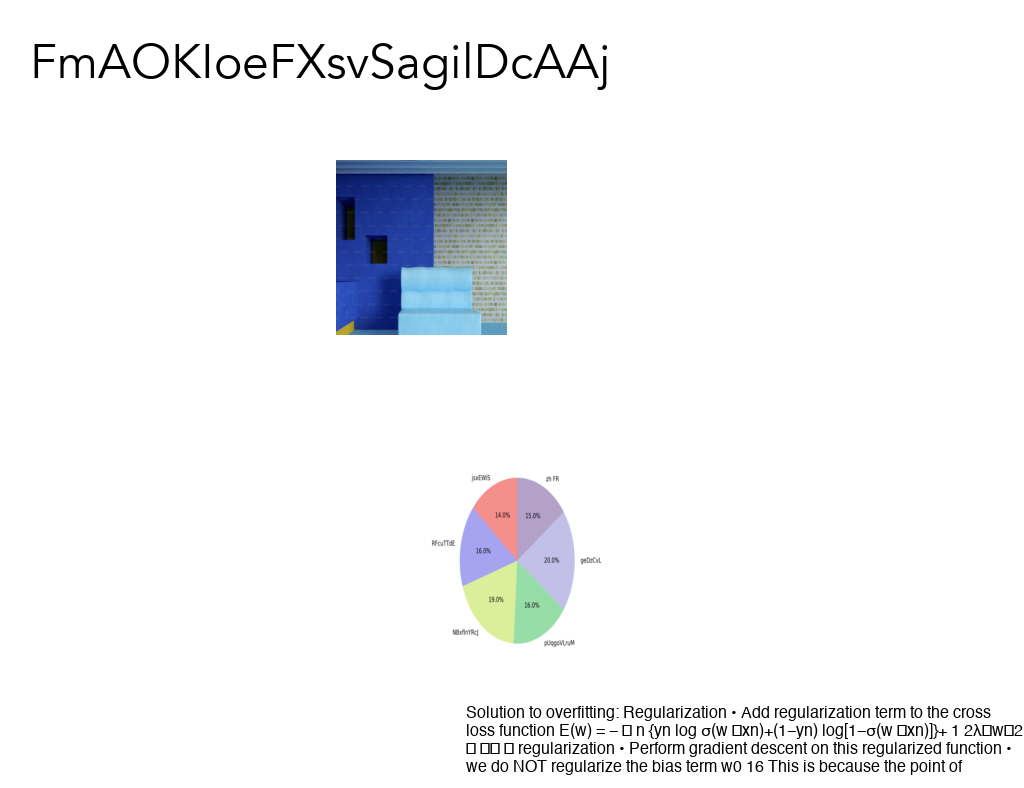 FmAOKIoeFXsvSagilDcAAj
jsxEWiS
zh FR
14.0%
15.0%
RFcuTTdE
16.0%
20.0%
geDzCvL
19.0%
16.0%
pUqgoVLruM
Solution to overfitting: Regularization • Add regularization term to the cross
loss function E(w) = – □ n {yn log σ(w □xn)+(1–yn) log[1–σ(w □xn)]}+ 1 2λ□w□2
□ □□ □ regularization • Perform gradient descent on this regularized function •
we do NOT regularize the bias term w0 16 This is because the point of